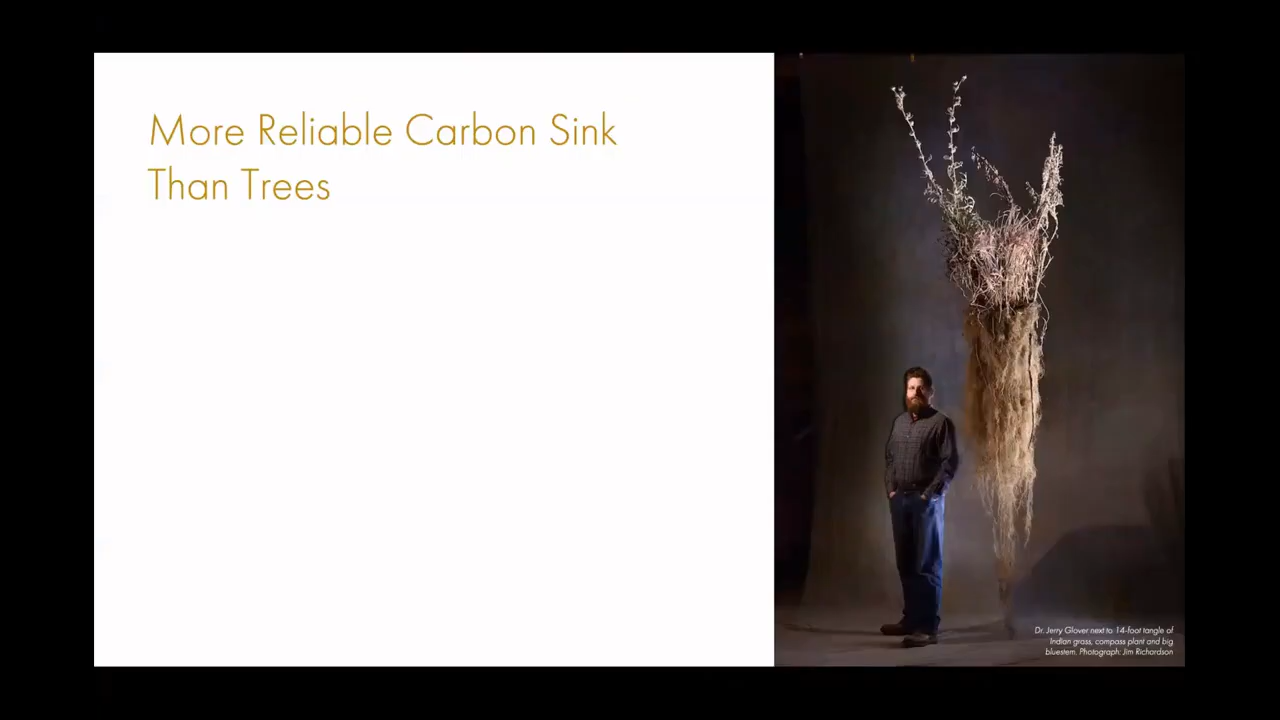 More Reliable Carbon Sink
Than Trees
Dr. Jerry Glover next to 14-foot tangle of
Indian grass, compass plant and big
bluestem. Photograph: Jim Richardson